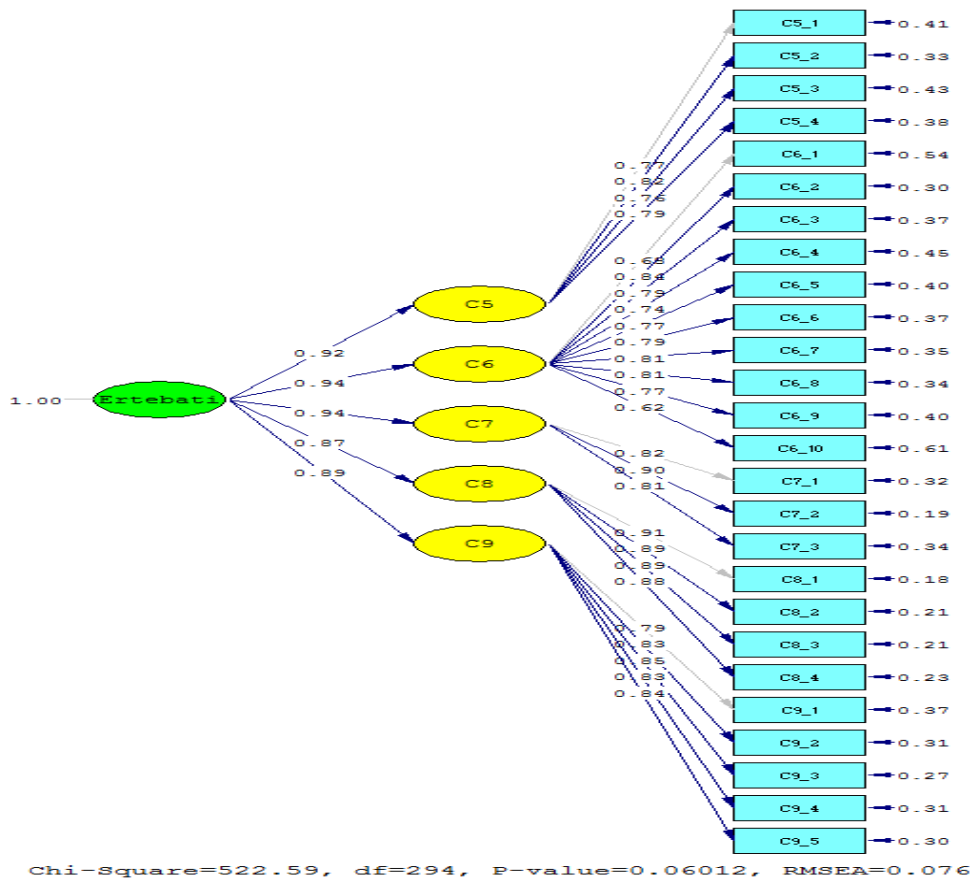 C5_1 0.41
C5_2 0.33
C5_3 0.43
C5_4 0.38
C6_1 0.54
0.77
0.82
C6_2 0.30
0.76
0.79
C6_3 0.37
C6_4 0.45
0.68
0.84
C6_5 0.40
C5
0.79
0.74
C6_6 0.37
0.77
0.79
C6_7 0.35
0.92
0.81
C6
0.94
0.81
C6_8 0.34
0.77
1.00 Ertebati
0.62
C6_9 0.40
0.94
C7
0.87
C6_10 0.61
0.82
0.90
0.89
C7_1 0.32
C8
0.81
C7_2 0.19
0.91
C9
0.89
C7_3 0.34
0.89
0.88
C8_1 0.18
C8_2 0.21
0.79
0.83
C8_3 0.21
0.85
0.83
C8_4 0.23
0.84
C9_1 0.37
C9_2 0.31
C9_3 0.27
C9_4 0.31
C9_5 0.30
Chi-Square=522.59, df=294, P-value=0.06012, RMSEA=0.076